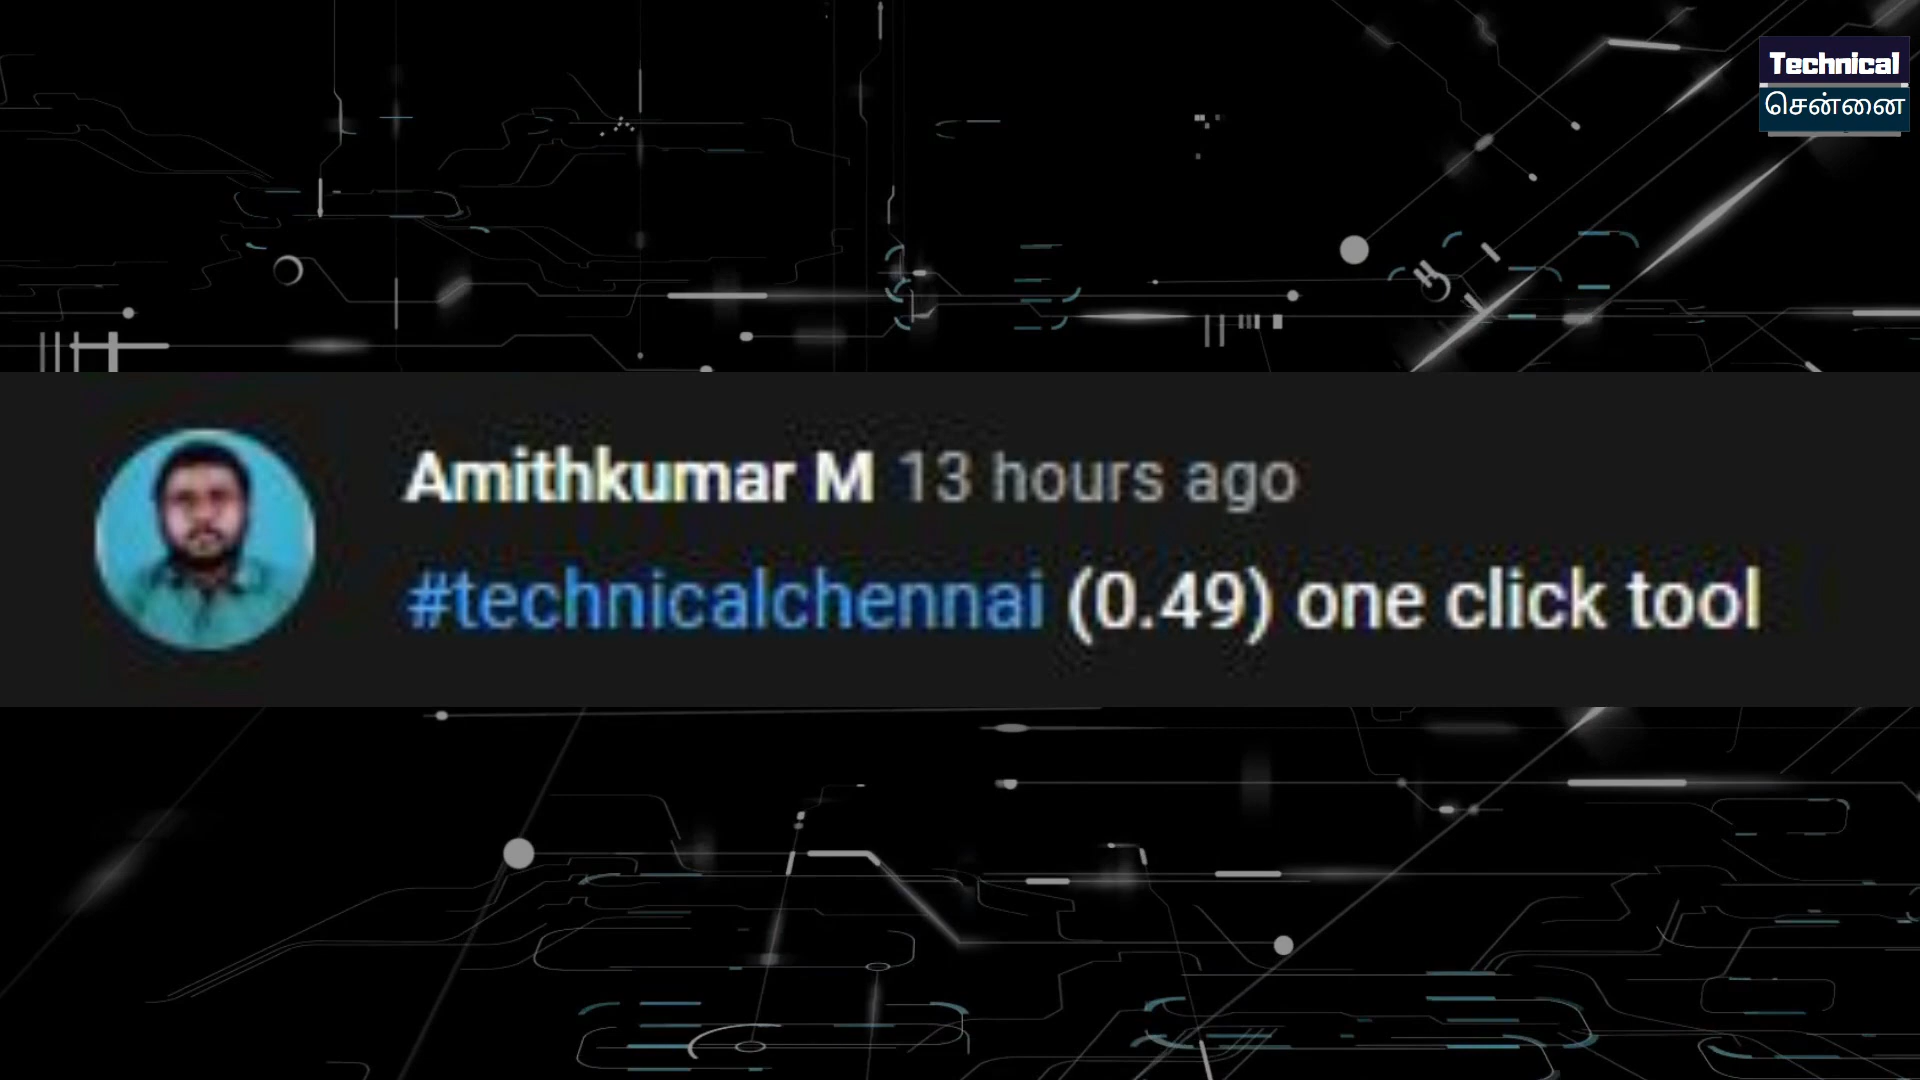 Technical
சென்னை
Amithkumar M 13 hours ago
#technicalchennai (0.49) one click tool